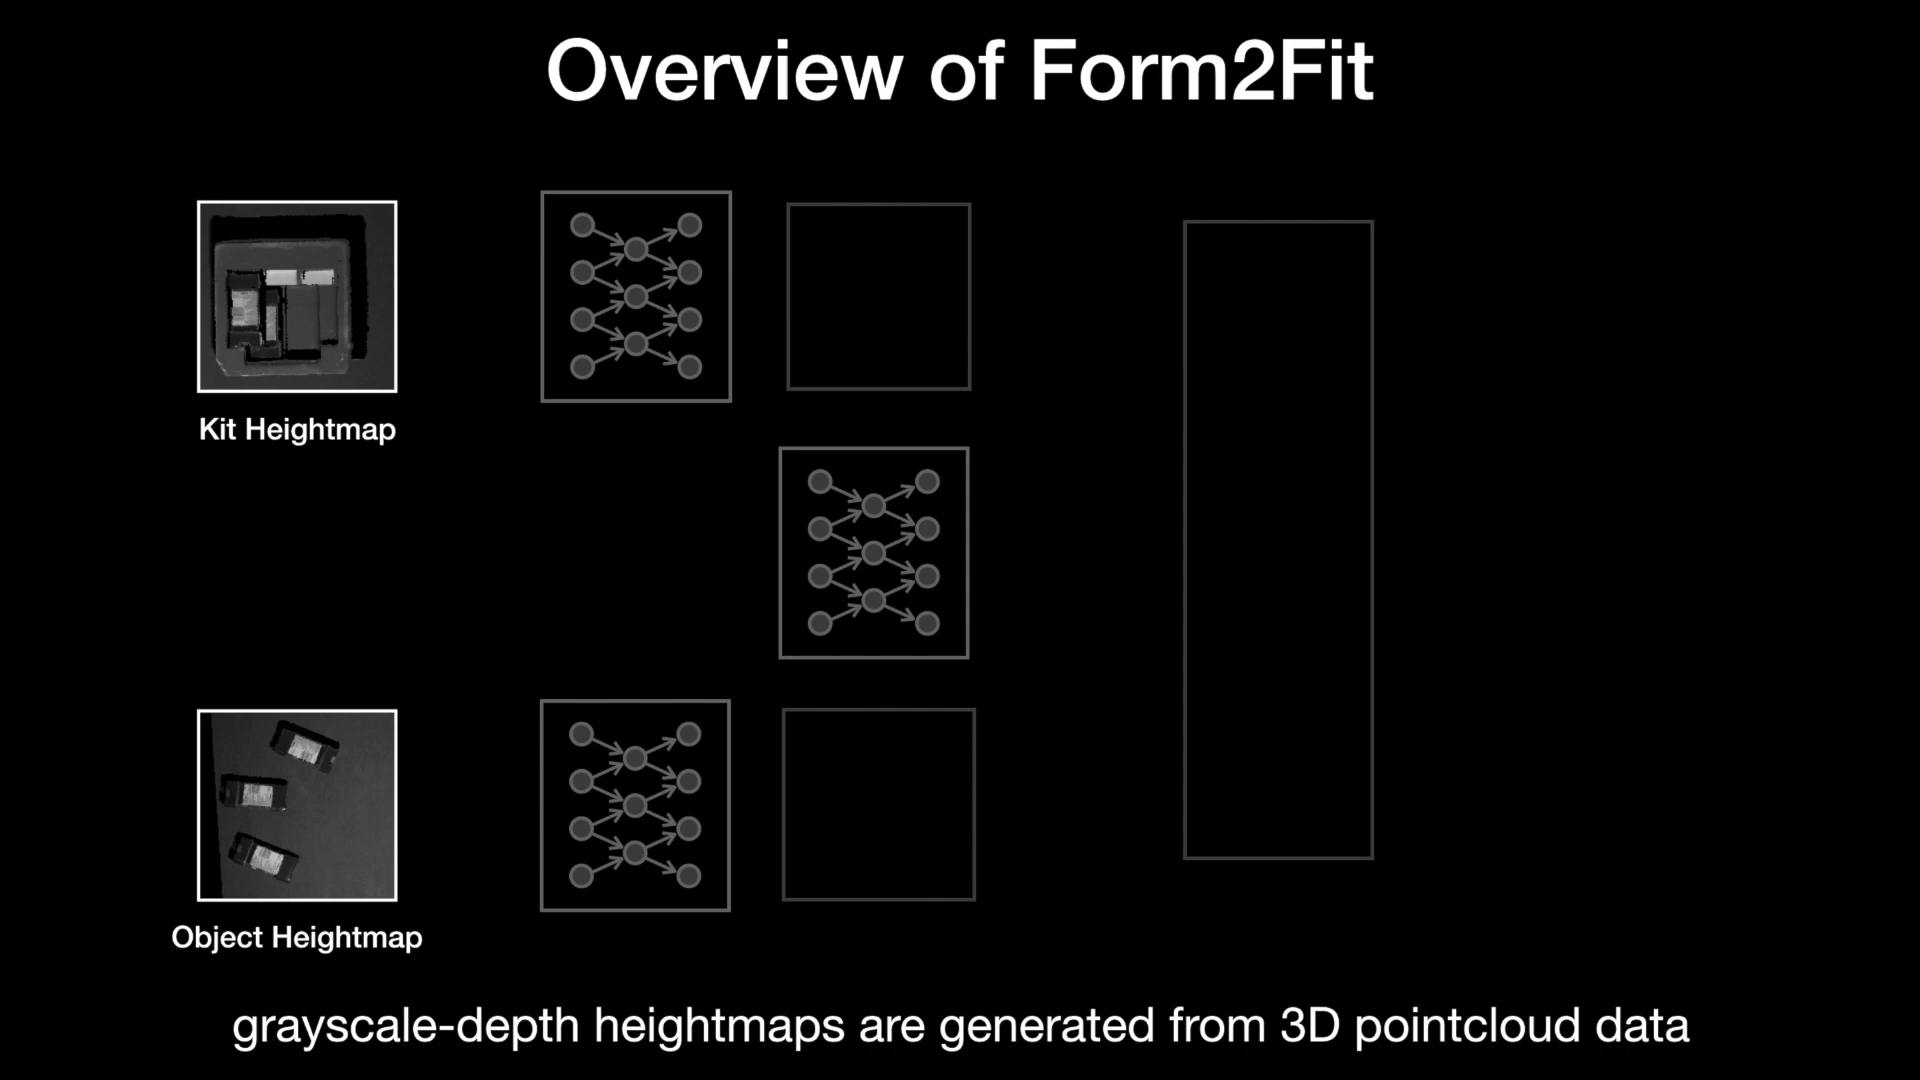 Overview of Form2Fit
Kit Heightmap
Object Heightmap
grayscale-depth heightmaps are generated from 3D pointcloud data